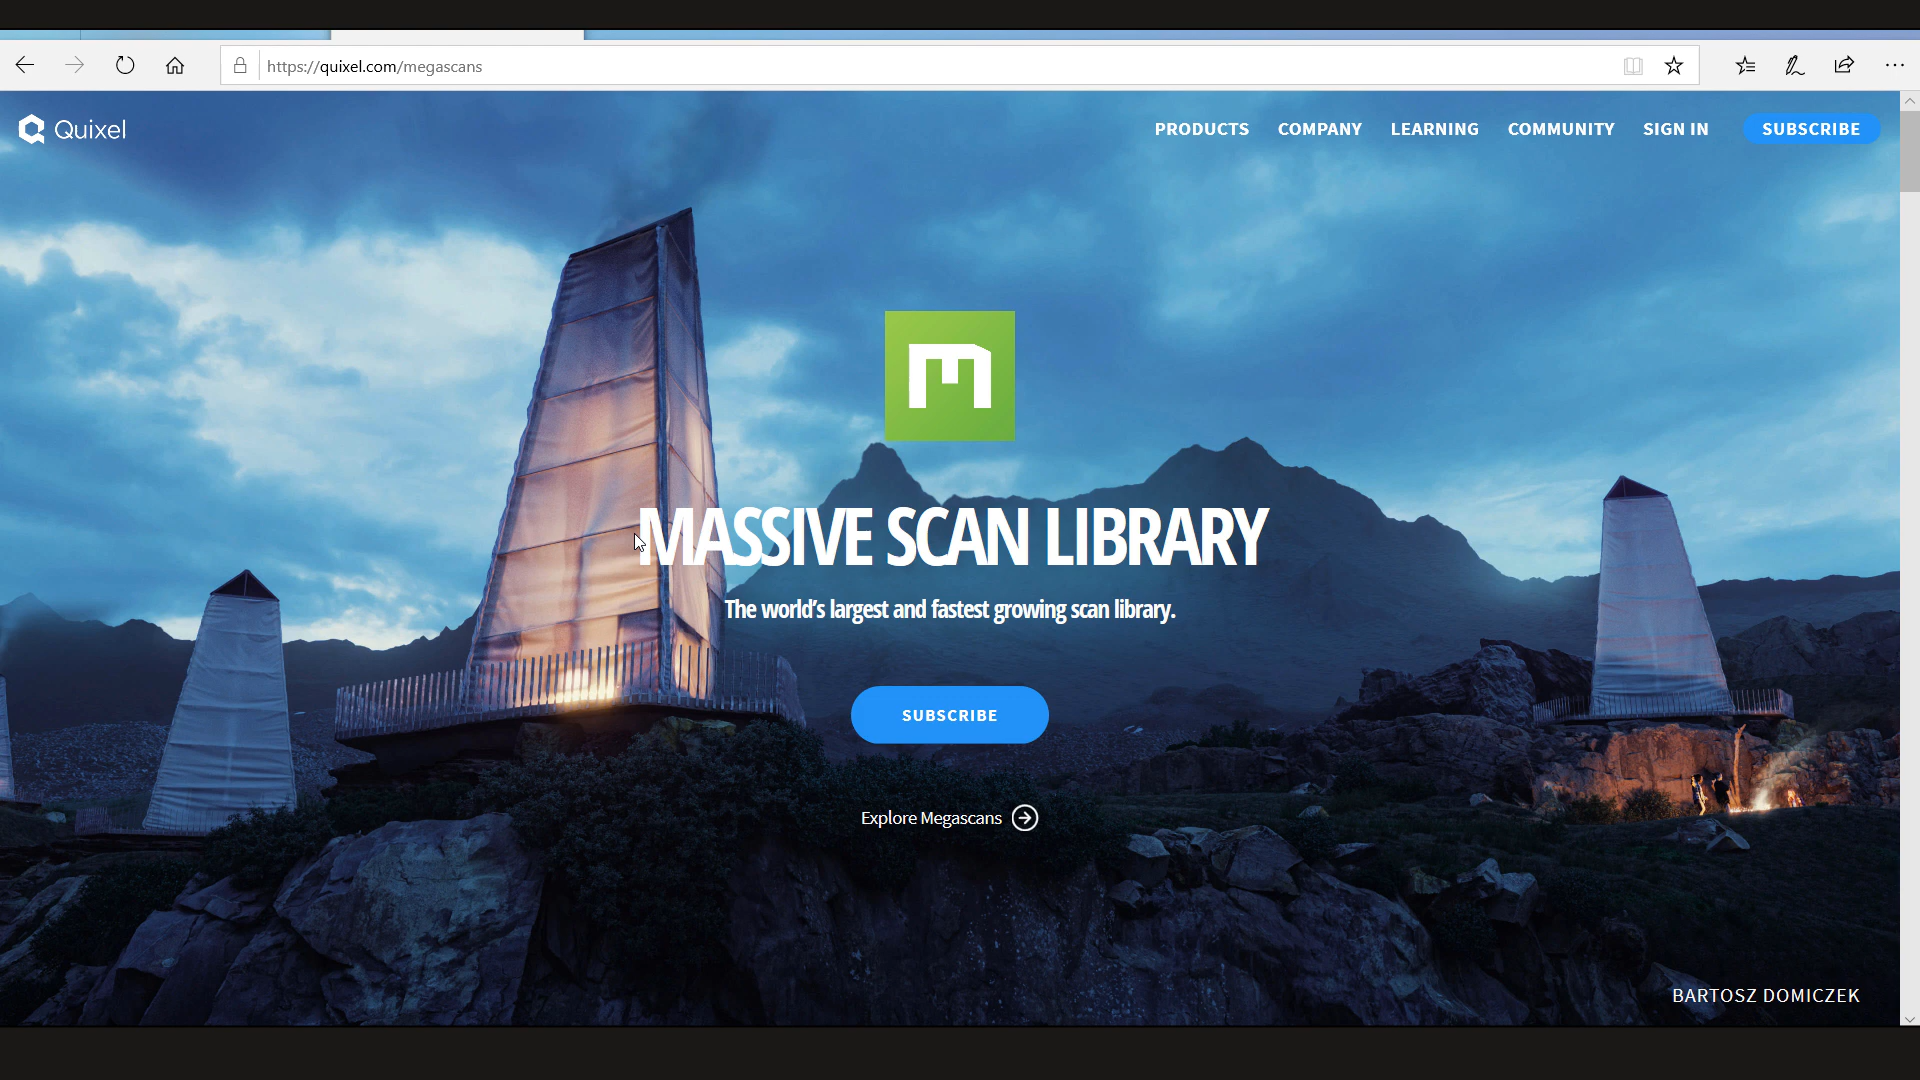 https://quixel.com/megascans
Quixel
PRODUCTS COMPANY LEARNING COMMUNITY SIGN IN SUBSCRIBE
m
MASSIVE SCAN LIBRARY
The world's largest and fastest growing scan library.
SUBSCRIBE
Explore Megascans
BARTOSZ DOMICZEK